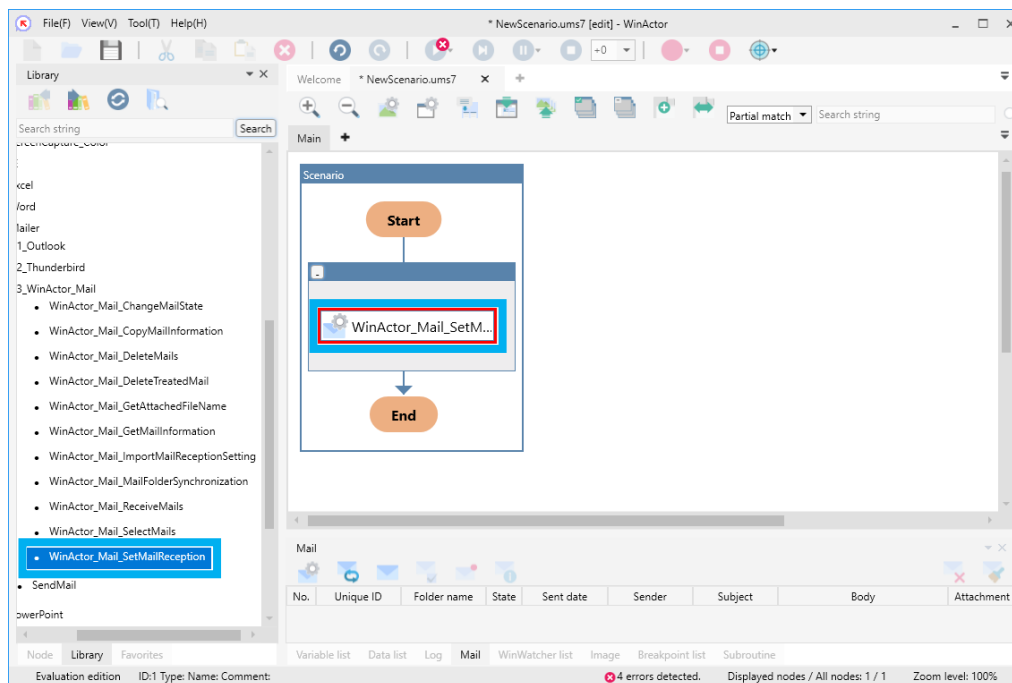 File(F) View(V) Tool(T) Help(H)
* NewScenario.ums7 [edit] - WinActor
+0
Library
Search string
Search
xcel
/ord
1_Outlook
2_Thunderbird
3_WinActor_Mail
WinActor_Mail_ChangeMailState
WinActor_Mail_CopyMailInformation
WinActor_Mail_DeleteMails
WinActor_Mail_DeleteTreatedMail
WinActor_Mail_GetAttachedFileName
WinActor_Mail_GetMailInformation
WinActor_Mail_ImportMailReceptionSetting
WinActor_Mail_MailFolderSynchronization
WinActor_Mail_ReceiveMails
WinActor_Mail_SelectMails
WinActor_Mail_SetMailReception
SendMail
owerPoint
Node Library Favorites
Welcome * NewScenario.ums7
Partial match Search string
Main
Scenario
Start
WinActor_Mail_SetM...
End
Mail
No. Unique ID Folder name State Sent date Sender Subject Body Attachment
Variable list Data list Log Mail WinWatcher list Image Breakpoint list Subroutine
Evaluation edition ID:1 Type: Name: Comment: 4 errors detected. Displayed nodes / All nodes: 1 / 1 Zoom level: 100%